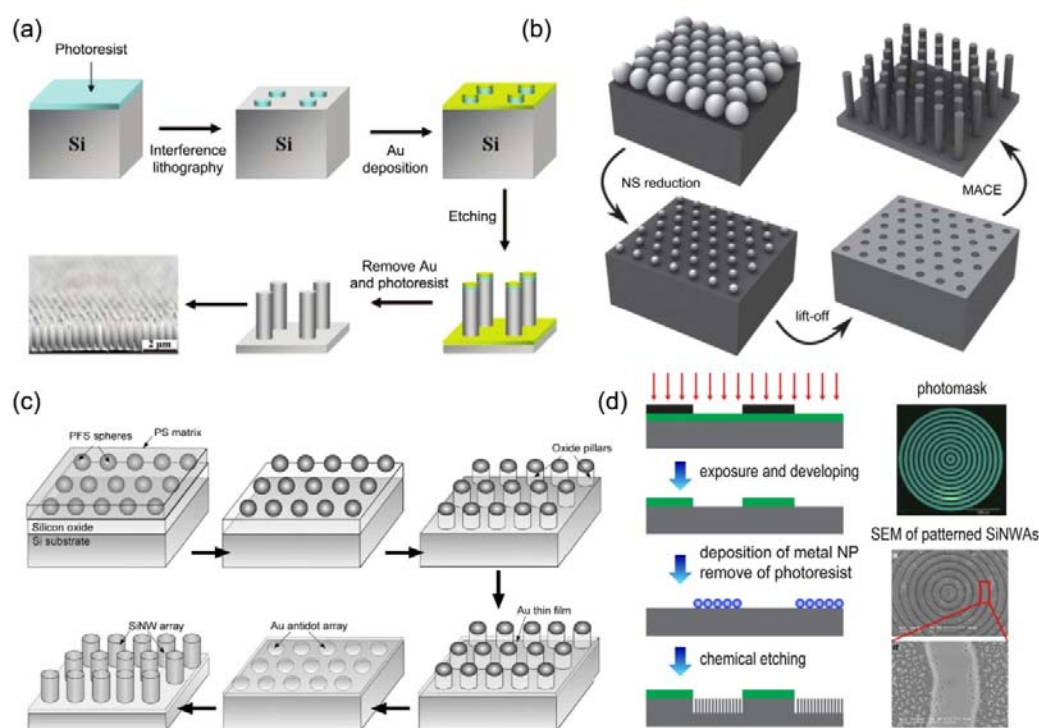 (a)
Photoresist
Si
Interference
lithography
Si
Au
deposition
Si
Etching
Remove Au
and photoresist
2 μm
(b)
NS reduction
lift-off
MACE
(c)
PFS spheres
PS matrix
Silicon oxide
Si substrate
Oxide pillars
Au thin film
Au antidot array
SiNW array
(d)
exposure and developing
deposition of metal NP
remove of photoresist
chemical etching
photomask
SEM of patterned SiNWAs